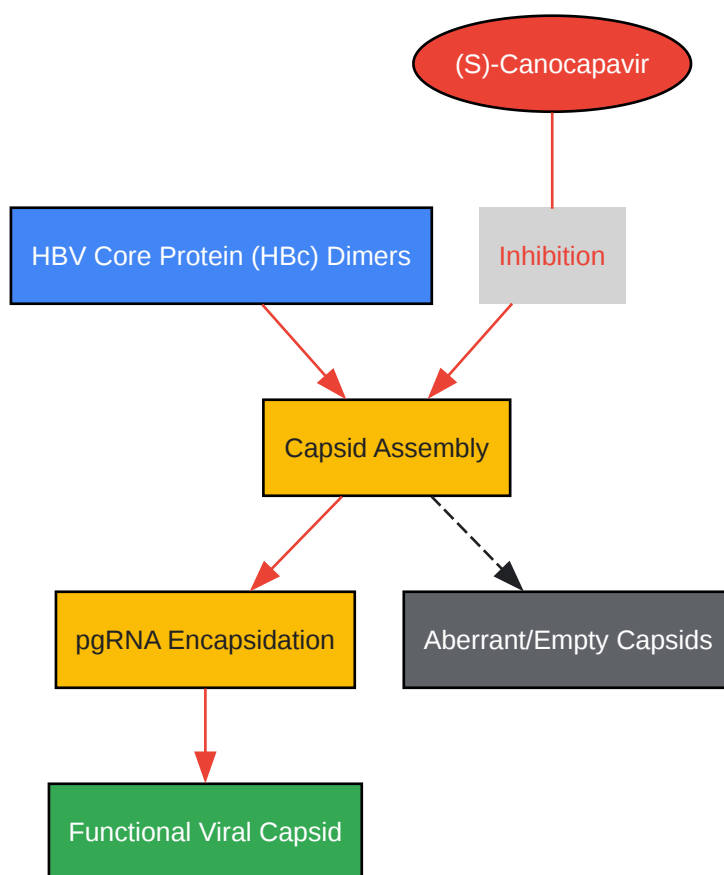 (S)-Canocapavir
HBV Core Protein (HBc) Dimers
Inhibition
Capsid Assembly
pgRNA Encapsidation
Aberrant/Empty Capsids
Functional Viral Capsid